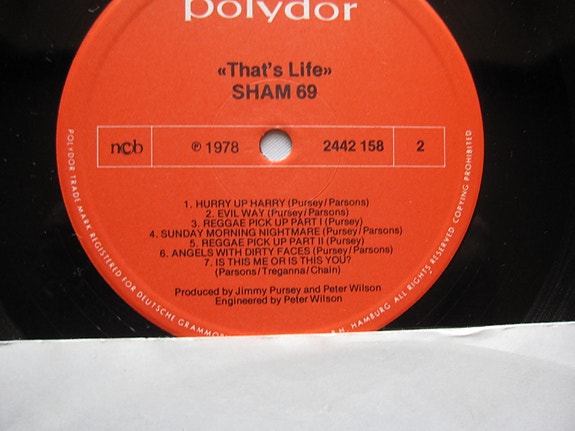 polydor
«That's Life»
SHAM 69
ncb ℗ 1978 2442 158 2
1. HURRY UP HARRY (Pursey/Parsons)
2. EVIL WAY (Pursey/Parsons)
3. REGGAE PICK UP PART I (Pursey)
4. SUNDAY MORNING NIGHTMARE (Pursey/Parsons)
5. REGGAE PICK UP PART II (Pursey)
6. ANGELS WITH DIRTY FACES (Pursey/Parsons)
7. IS THIS ME OR IS THIS YOU?
(Parsons/Treganna/Chain)
Produced by Jimmy Pursey and Peter Wilson
Engineered by Peter Wilson
POLYDOR TRADE MARK REGISTERED FOR DEUTSCHE GRAMMO
HAMBURG ALL RIGHTS RESERVED COPYING PROHIBITED